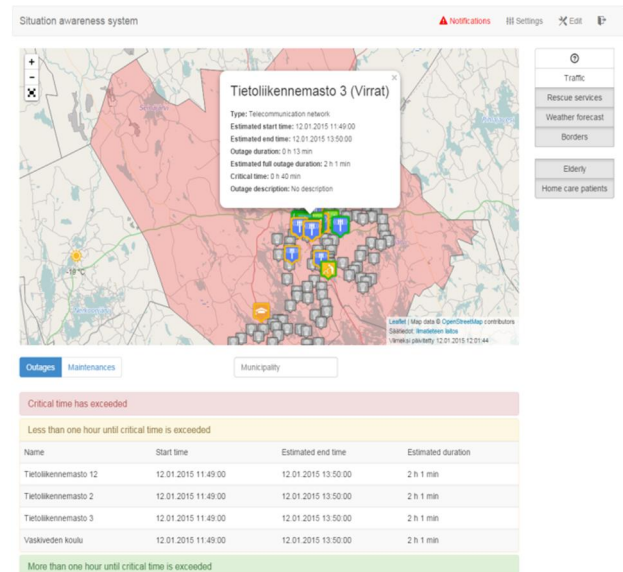 Situation awareness system
Notifications
Settings
Edit
+
-
Tietoliikennemasto 3 (Virrat)
×
Type: Telecommunication network
Estimated start time: 12.01.2015 11:49:00
Estimated end time: 12.01.2015 13:50:00
Outage duration: 0 h 13 min
Estimated full outage duration: 2 h 1 min
Critical time: 0 h 40 min
Outage description: No description
Traffic
Rescue services
Weather forecast
Borders
Elderly
Home care patients
Leaflet | Map data © OpenStreetMap contributors
Säätiedot: Ilmatieteen laitos
Viimeksi päivitetty 12.01.2015 12:01:44
Outages
Maintenances
Municipality
Critical time has exceeded
Less than one hour until critical time is exceeded
Name Start time Estimated end time Estimated duration
Tietoliikennemasto 12 12.01.2015 11:49:00 12.01.2015 13:50:00 2 h 1 min
Tietoliikennemasto 2 12.01.2015 11:49:00 12.01.2015 13:50:00 2 h 1 min
Tietoliikennemasto 3 12.01.2015 11:49:00 12.01.2015 13:50:00 2 h 1 min
Vaskiveden koulu 12.01.2015 11:49:00 12.01.2015 13:50:00 2 h 1 min
More than one hour until critical time is exceeded